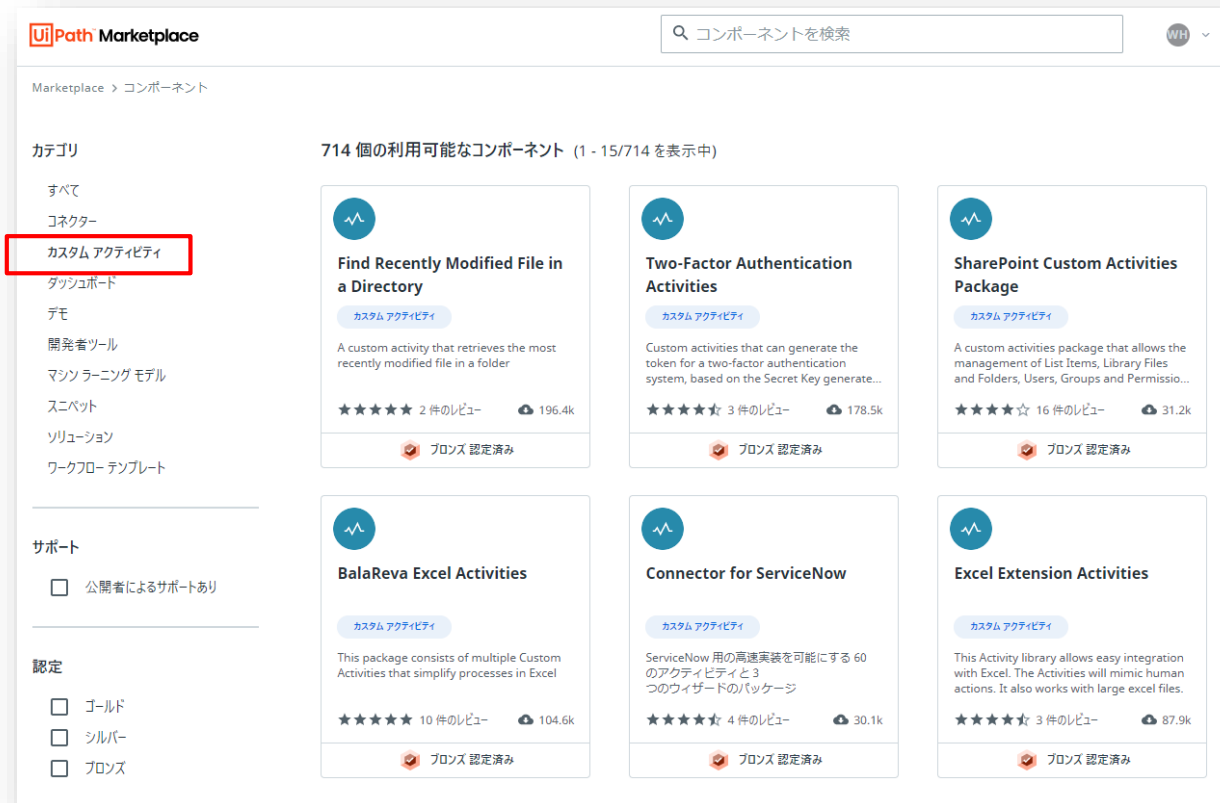 UiPath Marketplace
コンポーネントを検索
WH
Marketplace > コンポーネント
カテゴリ
すべて
コネクター
カスタム アクティビティ
ダッシュボード
デモ
開発者ツール
マシン ラーニング モデル
スニペット
ソリューション
ワークフロー テンプレート
サポート
公開者によるサポートあり
認定
ゴールド
シルバー
ブロンズ
714 個の利用可能なコンポーネント (1 - 15/714 を表示中)
Find Recently Modified File in
a Directory
カスタム アクティビティ
A custom activity that retrieves the most
recently modified file in a folder
★★★★★ 2 件のレビュー 196.4k
ブロンズ 認定済み
Two-Factor Authentication
Activities
カスタム アクティビティ
Custom activities that can generate the
token for a two-factor authentication
system, based on the Secret Key generate...
3 件のレビュー 178.5k
ブロンズ 認定済み
SharePoint Custom Activities
Package
カスタム アクティビティ
A custom activities package that allows the
management of List Items, Library Files
and Folders, Users, Groups and Permissio...
★★★★☆ 16 件のレビュー 31.2k
ブロンズ 認定済み
BalaReva Excel Activities
カスタム アクティビティ
This package consists of multiple Custom
Activities that simplify processes in Excel
★★★★★ 10 件のレビュー 104.6k
ブロンズ 認定済み
Connector for ServiceNow
カスタム アクティビティ
ServiceNow 用の高速実装を可能にする 60
のアクティビティと 3
つのウィザードのパッケージ
4 件のレビュー 30.1k
ブロンズ 認定済み
Excel Extension Activities
カスタム アクティビティ
This Activity library allows easy integration
with Excel. The Activities will mimic human
actions. It also works with large excel files.
3 件のレビュー 87.9k
ブロンズ 認定済み